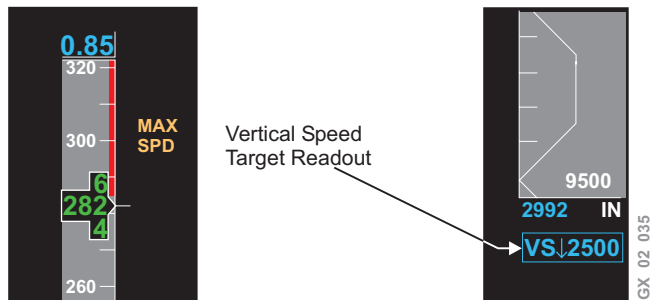 0.85
320
300
MAX
SPD
6
282
4
260
Vertical Speed
Target Readout
9500
2992 IN
VS↓2500
GX 02 035